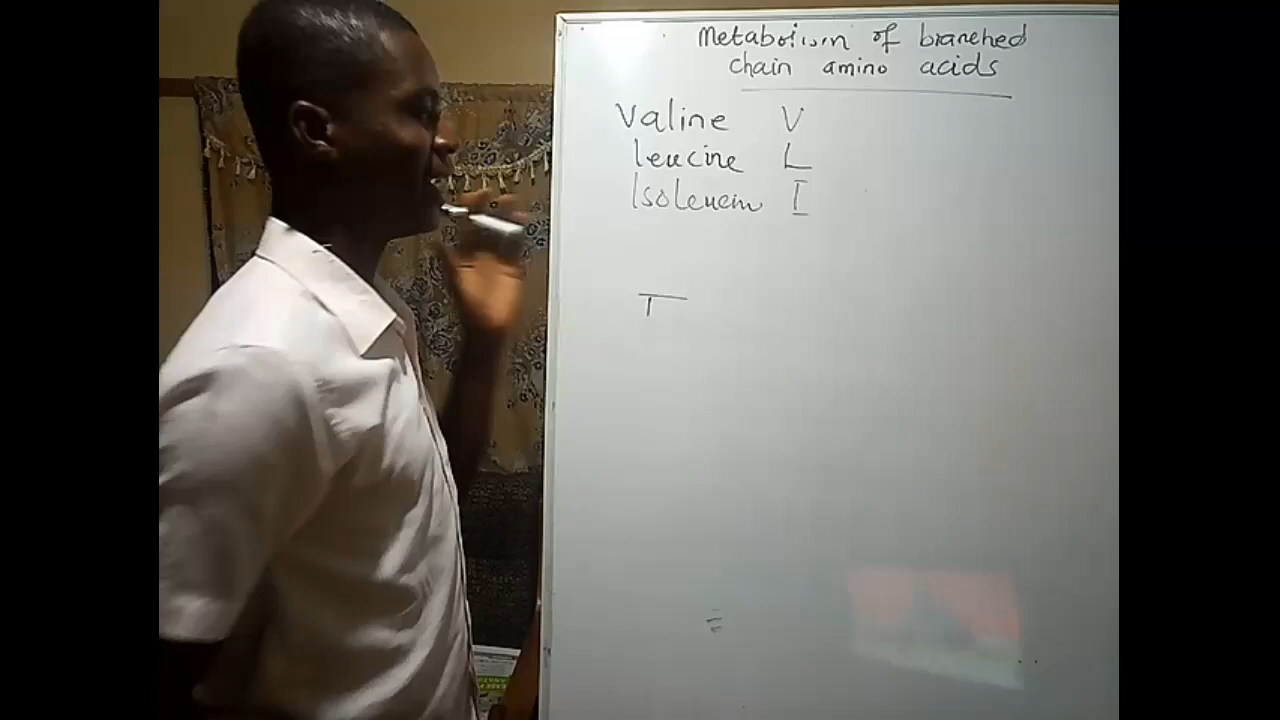 Metabolism of branched
chain amino acids
Valine V
leucine L
Isoleucin I
T